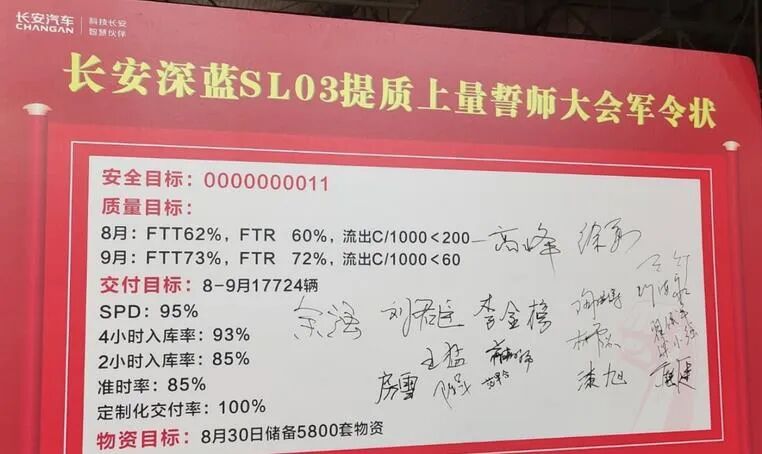 长安汽车 CHANGAN 科技长安 智慧伙伴
长安深蓝SL03提质上量誓师大会军令状
安全目标：0000000011
质量目标：
8月：FTT62%，FTR 60%，流出C/1000<200
高峰
9月：FTT73%，FTR 72%，流出C/1000<60
交付目标：8-9月17724辆
SPD：95%
4小时入库率：93%
王猛
2小时入库率：85%
房雪
准时率：85%
定制化交付率：100%
物资目标：8月30日储备5800套物资